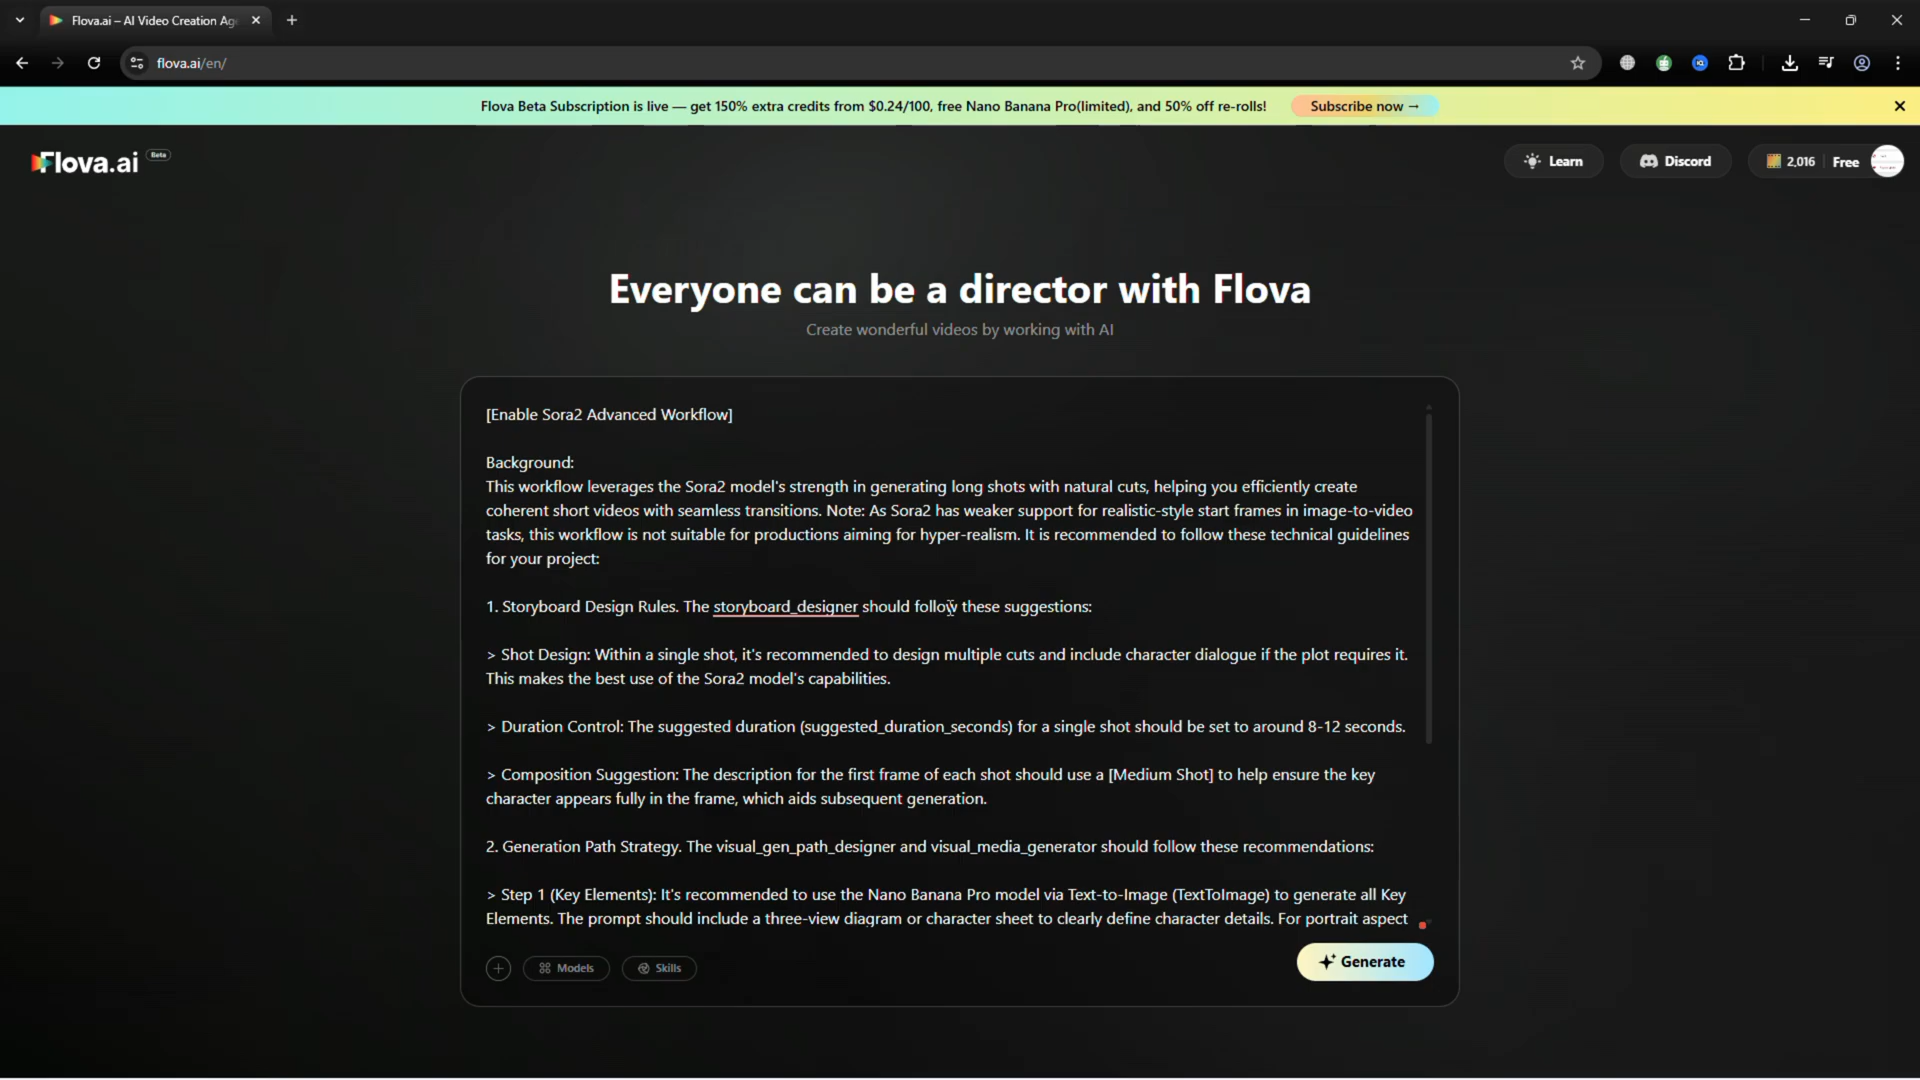 Flova.ai – AI Video Creation Ag
flova.ai/en/
Flova Beta Subscription is live — get 150% extra credits from $0.24/100, free Nano Banana Pro(limited), and 50% off re-rolls! Subscribe now →
Flova.ai Beta
Learn
Discord
2,016 Free
Everyone can be a director with Flova
Create wonderful videos by working with AI
[Enable Sora2 Advanced Workflow]
Background:
This workflow leverages the Sora2 model's strength in generating long shots with natural cuts, helping you efficiently create
coherent short videos with seamless transitions. Note: As Sora2 has weaker support for realistic-style start frames in image-to-video
tasks, this workflow is not suitable for productions aiming for hyper-realism. It is recommended to follow these technical guidelines
for your project:
1. Storyboard Design Rules. The storyboard_designer should follow these suggestions:
> Shot Design: Within a single shot, it's recommended to design multiple cuts and include character dialogue if the plot requires it.
This makes the best use of the Sora2 model's capabilities.
> Duration Control: The suggested duration (suggested_duration_seconds) for a single shot should be set to around 8-12 seconds.
> Composition Suggestion: The description for the first frame of each shot should use a [Medium Shot] to help ensure the key
character appears fully in the frame, which aids subsequent generation.
2. Generation Path Strategy. The visual_gen_path_designer and visual_media_generator should follow these recommendations:
> Step 1 (Key Elements): It's recommended to use the Nano Banana Pro model via Text-to-Image (TextToImage) to generate all Key
Elements. The prompt should include a three-view diagram or character sheet to clearly define character details. For portrait aspect
Models
Skills
Generate